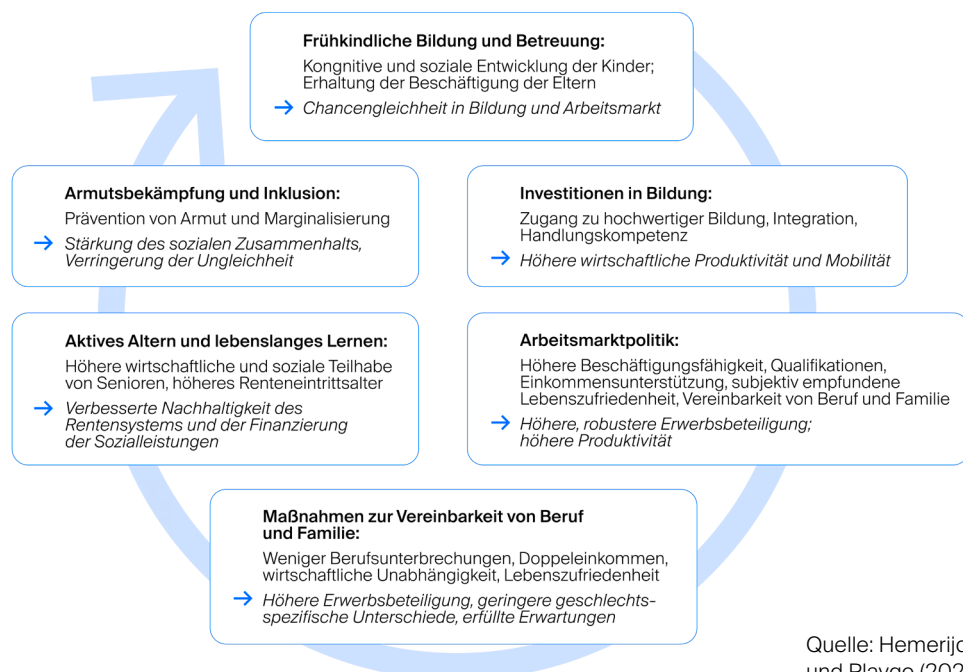 Frühkindliche Bildung und Betreuung:
Kongnitive und soziale Entwicklung der Kinder;
Erhaltung der Beschäftigung der Eltern
→ Chancengleichheit in Bildung und Arbeitsmarkt
Investitionen in Bildung:
Zugang zu hochwertiger Bildung, Integration,
Handlungskompetenz
→ Höhere wirtschaftliche Produktivität und Mobilität
Arbeitsmarktpolitik:
Höhere Beschäftigungsfähigkeit, Qualifikationen,
Einkommensunterstützung, subjektiv empfundene
Lebenszufriedenheit, Vereinbarkeit von Beruf und Familie
→ Höhere, robustere Erwerbsbeteiligung;
höhere Produktivität
Maßnahmen zur Vereinbarkeit von Beruf
und Familie:
Weniger Berufsunterbrechungen, Doppeleinkommen,
wirtschaftliche Unabhängigkeit, Lebenszufriedenheit
→ Höhere Erwerbsbeteiligung, geringere geschlechts-
spezifische Unterschiede, erfüllte Erwartungen
Aktives Altern und lebenslanges Lernen:
Höhere wirtschaftliche und soziale Teilhabe
von Senioren, höheres Renteneintrittsalter
→ Verbesserte Nachhaltigkeit des
Rentensystems und der Finanzierung
der Sozialleistungen
Armutsbekämpfung und Inklusion:
Prävention von Armut und Marginalisierung
→ Stärkung des sozialen Zusammenhalts,
Verringerung der Ungleichheit
Quelle:
und